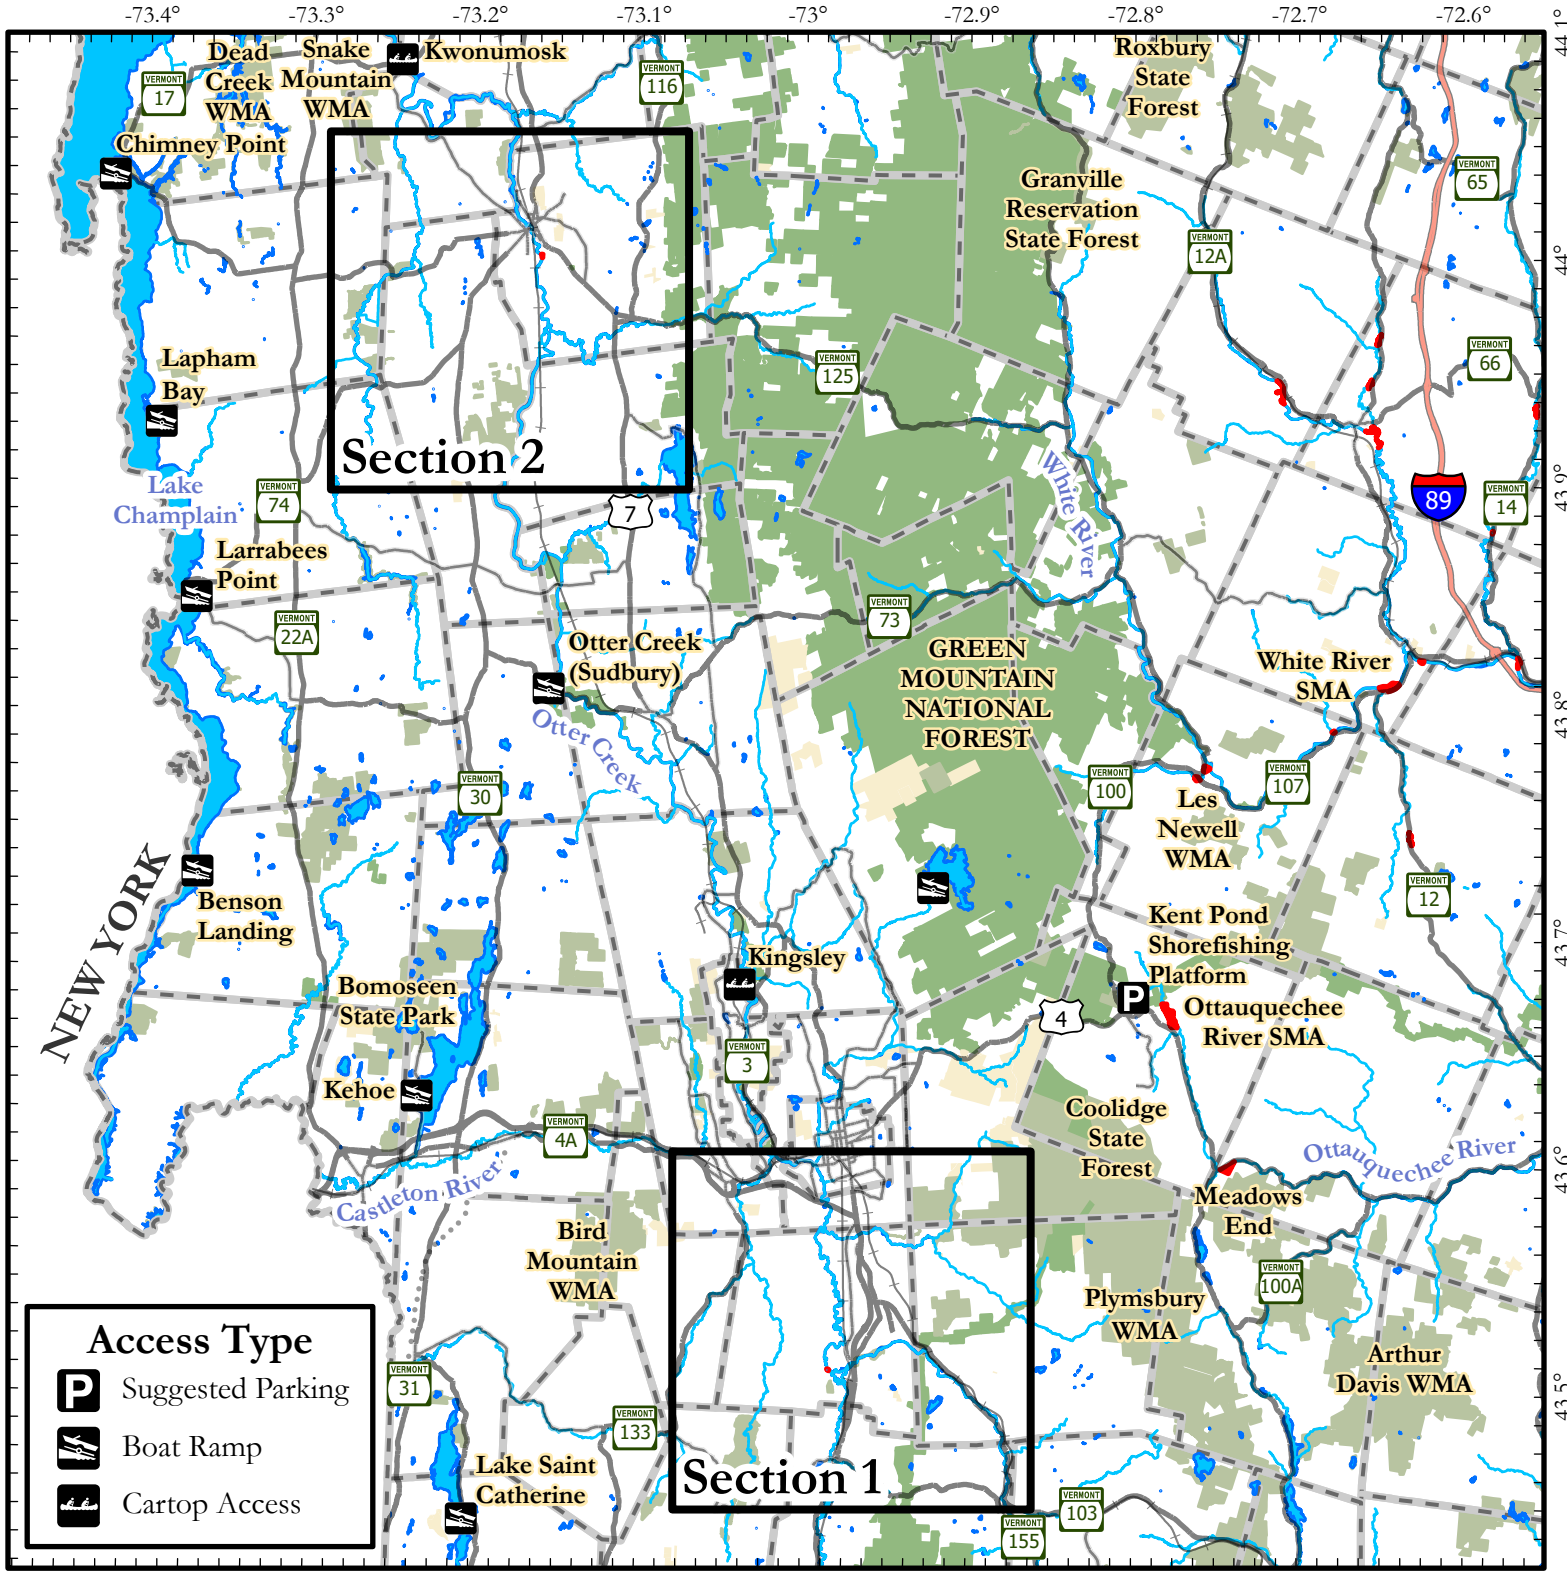 -73.4°
-73.3°
-73.2°
-73.1°
-73°
-72.9°
-72.8°
-72.7°
-72.6°
44.1°
44°
43.9°
43.8°
43.7°
43.6°
43.5°
Dead
Creek
WMA
Snake
Mountain
WMA
Kwonumosk
VERMONT
17
VERMONT
116
Chimney Point
Roxbury
State
Forest
VERMONT
65
Granville
Reservation
State Forest
VERMONT
12A
Lapham
Bay
VERMONT
125
VERMONT
66
Section 2
Lake
Champlain
VERMONT
74
7
White River
89
VERMONT
14
Larrabees
Point
VERMONT
22A
VERMONT
73
Otter Creek
(Sudbury)
GREEN
MOUNTAIN
NATIONAL
FOREST
White River
SMA
Otter Creek
VERMONT
30
VERMONT
100
VERMONT
107
Les
Newell
WMA
NEW YORK
Benson
Landing
VERMONT
12
Kent Pond
Shorefishing
Platform
Kingsley
Bomoseen
State Park
P
4
Ottauquechee
River SMA
VERMONT
3
Kehoe
VERMONT
4A
Coolidge
State
Forest
Ottauquechee River
Castleton River
Meadows
End
Bird
Mountain
WMA
VERMONT
100A
Plymsbury
WMA
Arthur
Davis WMA
Access Type
P
Suggested Parking
Boat Ramp
Cartop Access
VERMONT
31
VERMONT
133
Lake Saint
Catherine
Section 1
VERMONT
103
VERMONT
155